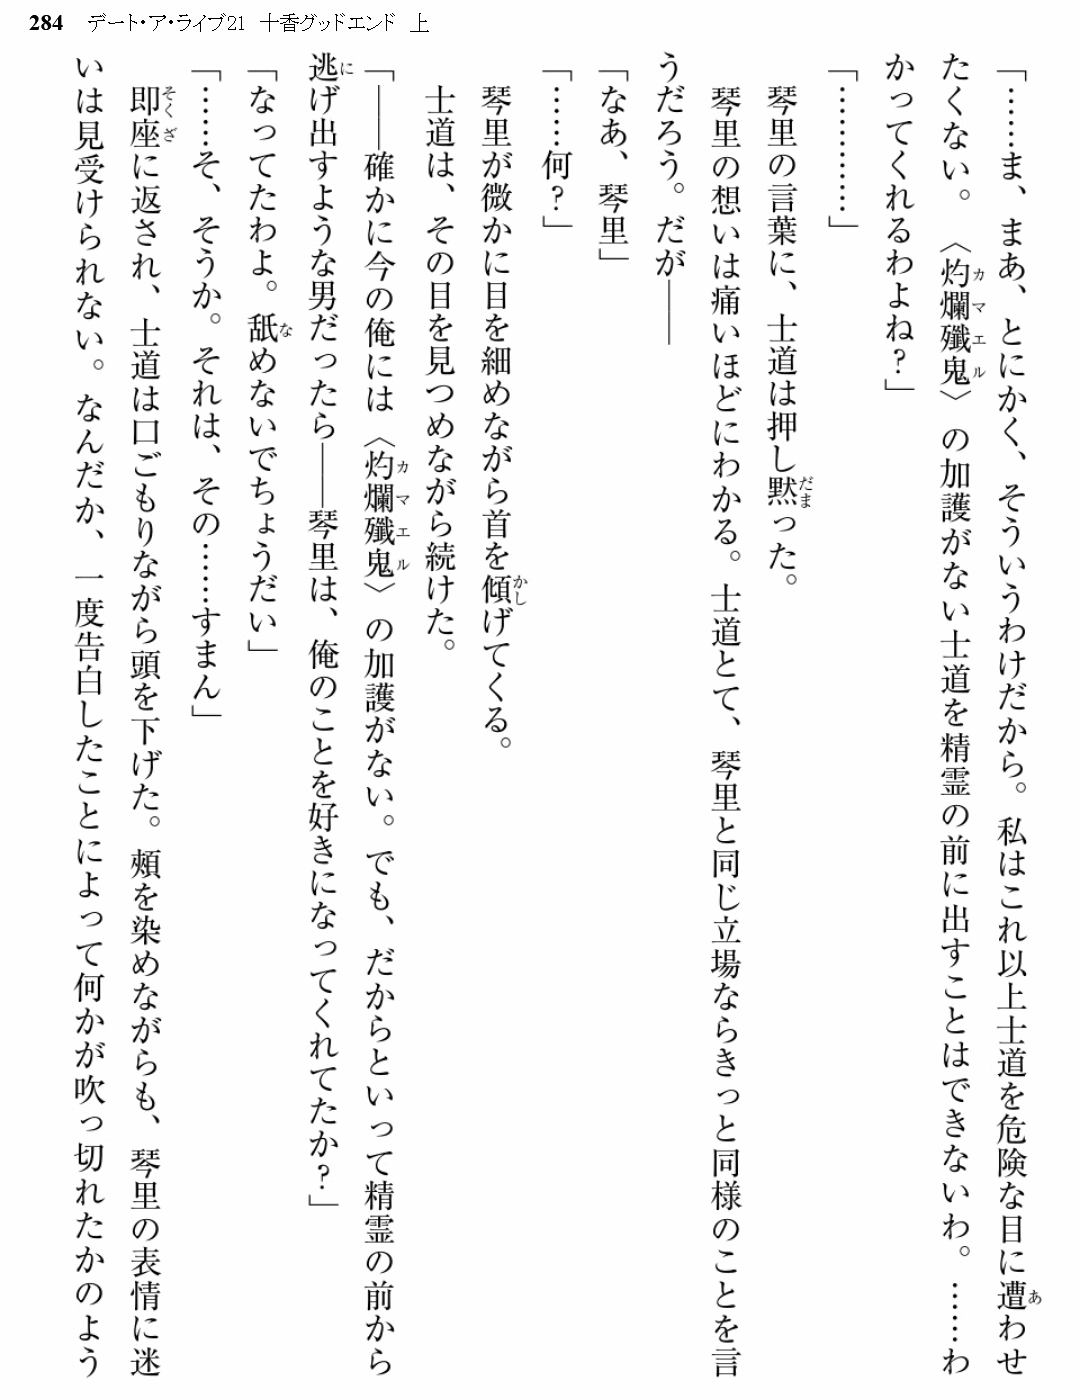 284 デート・ア・ライブ21 十香グッドエンド 上
「……ま、まあ、とにかく、そういうわけだから。私はこれ以上士道を危険な目に遭わせ
たくない。〈灼爛殲鬼〉の加護がない士道を精霊の前に出すことはできないわ。……わ
かってくれるわよね?」
「…………」
琴里の言葉に、士道は押し黙った。
琴里の想いは痛いほどにわかる。士道とて、琴里と同じ立場ならきっと同様のことを言
うだろう。だが――
「なあ、琴里」
「……何?」
琴里が微かに目を細めながら首を傾げてくる。
士道は、その目を見つめながら続けた。
「――確かに今の俺には〈灼爛殲鬼〉の加護がない。でも、だからといって精霊の前から
逃げ出すような男だったら――琴里は、俺のことを好きになってくれてたか?」
「なってたわよ。舐めないでちょうだい」
「……そ、そうか。それは、その……すまん」
即座に返され、士道は口ごもりながら頭を下げた。頰を染めながらも、琴里の表情に迷
いは見受けられない。なんだか、一度告白したことによって何かが吹っ切れたかのよう